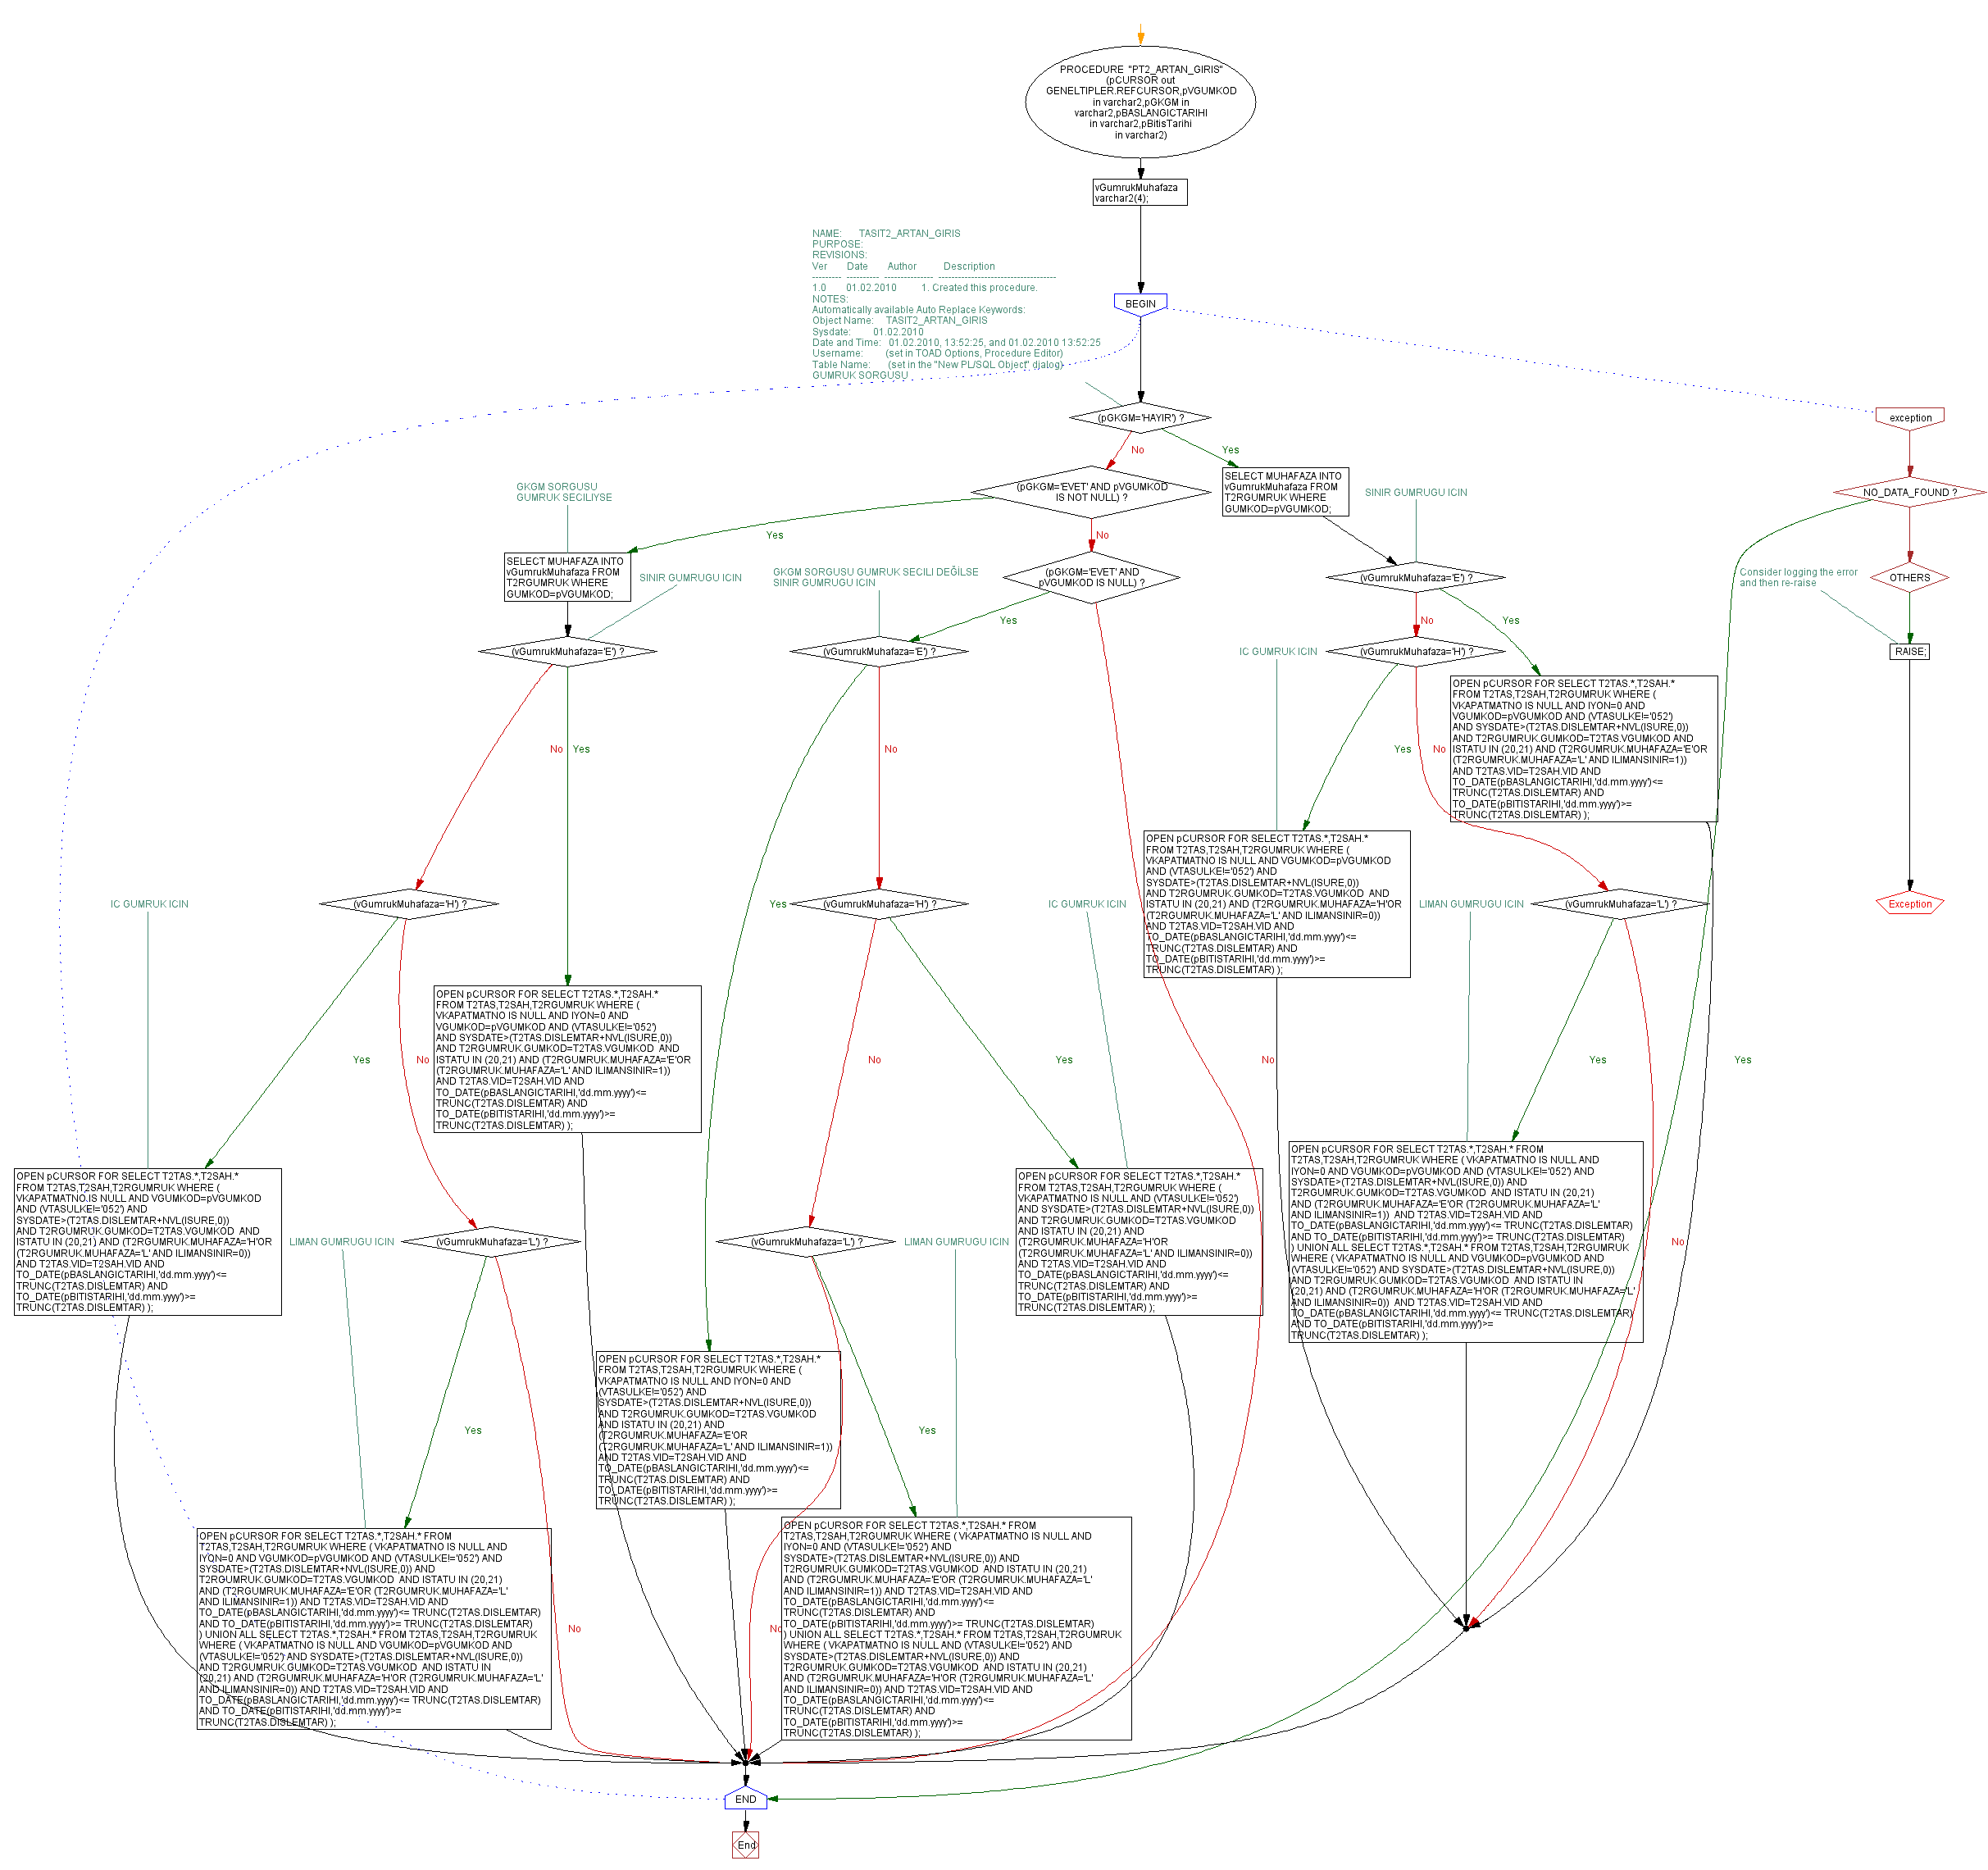 PROCEDURE "PT2_ARTAN_GIRIS"
(pCURSOR out
GENELTIPLER.REFCURSOR,pVGUMKOD
in varchar2,pGKGM in
varchar2,pBASLANGICTARIHI
in varchar2,pBitisTarihi
in varchar2)
vGumrukMuhafaza
varchar2(4);
NAME: TASIT2_ARTAN_GIRIS
PURPOSE:
REVISIONS:
Ver Date Author Description
--------- ---------- --------------- ------------------------------------
1.0 01.02.2010 1. Created this procedure.
NOTES:
Automatically available Auto Replace Keywords:
Object Name: TASIT2_ARTAN_GIRIS
Sysdate: 01.02.2010
Date and Time: 01.02.2010, 13:52:25, and 01.02.2010 13:52:25
Username: (set in TOAD Options, Procedure Editor)
Table Name: (set in the "New PL/SQL Object" dialog)
GUMRUK SORGUSU
BEGIN
(pGKGM='HAYIR') ?
exception
No
Yes
(pGKGM='EVET' AND pVGUMKOD
IS NOT NULL) ?
SELECT MUHAFAZA INTO
vGumrukMuhafaza FROM
T2RGUMRUK WHERE
GUMKOD=pVGUMKOD;
SINIR GUMRUGU ICIN
NO_DATA_FOUND ?
GKGM SORGUSU
GUMRUK SECILIYSE
Yes
No
SELECT MUHAFAZA INTO
vGumrukMuhafaza FROM
T2RGUMRUK WHERE
GUMKOD=pVGUMKOD;
SINIR GUMRUGU ICIN
GKGM SORGUSU GUMRUK SECILI DEĞİLSE
SINIR GUMRUGU ICIN
(pGKGM='EVET' AND
pVGUMKOD IS NULL) ?
(vGumrukMuhafaza='E') ?
Consider logging the error
and then re-raise
OTHERS
Yes
No
Yes
(vGumrukMuhafaza='E') ?
(vGumrukMuhafaza='E') ?
IC GUMRUK ICIN
(vGumrukMuhafaza='H') ?
RAISE;
OPEN pCURSOR FOR SELECT T2TAS.*,T2SAH.*
FROM T2TAS,T2SAH,T2RGUMRUK WHERE (
VKAPATMATNO IS NULL AND IYON=0 AND
VGUMKOD=pVGUMKOD AND (VTASULKE!='052')
AND SYSDATE>(T2TAS.DISLEMTAR+NVL(ISURE,0))
AND T2RGUMRUK.GUMKOD=T2TAS.VGUMKOD AND
ISTATU IN (20,21) AND (T2RGUMRUK.MUHAFAZA='E'OR
(T2RGUMRUK.MUHAFAZA='L' AND ILIMANSINIR=1))
AND T2TAS.VID=T2SAH.VID AND
TO_DATE(pBASLANGICTARIHI,'dd.mm.yyyy')<=
TRUNC(T2TAS.DISLEMTAR) AND
TO_DATE(pBITISTARIHI,'dd.mm.yyyy')>=
TRUNC(T2TAS.DISLEMTAR) );
No
Yes
No
Yes
No
OPEN pCURSOR FOR SELECT T2TAS.*,T2SAH.*
FROM T2TAS,T2SAH,T2RGUMRUK WHERE (
VKAPATMATNO IS NULL AND VGUMKOD=pVGUMKOD
AND (VTASULKE!='052') AND
SYSDATE>(T2TAS.DISLEMTAR+NVL(ISURE,0))
AND T2RGUMRUK.GUMKOD=T2TAS.VGUMKOD AND
ISTATU IN (20,21) AND (T2RGUMRUK.MUHAFAZA='H'OR
(T2RGUMRUK.MUHAFAZA='L' AND ILIMANSINIR=0))
AND T2TAS.VID=T2SAH.VID AND
TO_DATE(pBASLANGICTARIHI,'dd.mm.yyyy')<=
TRUNC(T2TAS.DISLEMTAR) AND
TO_DATE(pBITISTARIHI,'dd.mm.yyyy')>=
TRUNC(T2TAS.DISLEMTAR) );
IC GUMRUK ICIN
(vGumrukMuhafaza='H') ?
Yes
(vGumrukMuhafaza='H') ?
IC GUMRUK ICIN
LIMAN GUMRUGU ICIN
(vGumrukMuhafaza='L') ?
Exception
OPEN pCURSOR FOR SELECT T2TAS.*,T2SAH.*
FROM T2TAS,T2SAH,T2RGUMRUK WHERE (
VKAPATMATNO IS NULL AND IYON=0 AND
VGUMKOD=pVGUMKOD AND (VTASULKE!='052')
AND SYSDATE>(T2TAS.DISLEMTAR+NVL(ISURE,0))
AND T2RGUMRUK.GUMKOD=T2TAS.VGUMKOD AND
ISTATU IN (20,21) AND (T2RGUMRUK.MUHAFAZA='E'OR
(T2RGUMRUK.MUHAFAZA='L' AND ILIMANSINIR=1))
AND T2TAS.VID=T2SAH.VID AND
TO_DATE(pBASLANGICTARIHI,'dd.mm.yyyy')<=
TRUNC(T2TAS.DISLEMTAR) AND
TO_DATE(pBITISTARIHI,'dd.mm.yyyy')>=
TRUNC(T2TAS.DISLEMTAR) );
Yes
No
No
Yes
No
Yes
Yes
OPEN pCURSOR FOR SELECT T2TAS.*,T2SAH.*
FROM T2TAS,T2SAH,T2RGUMRUK WHERE (
VKAPATMATNO IS NULL AND VGUMKOD=pVGUMKOD
AND (VTASULKE!='052') AND
SYSDATE>(T2TAS.DISLEMTAR+NVL(ISURE,0))
AND T2RGUMRUK.GUMKOD=T2TAS.VGUMKOD AND
ISTATU IN (20,21) AND (T2RGUMRUK.MUHAFAZA='H'OR
(T2RGUMRUK.MUHAFAZA='L' AND ILIMANSINIR=0))
AND T2TAS.VID=T2SAH.VID AND
TO_DATE(pBASLANGICTARIHI,'dd.mm.yyyy')<=
TRUNC(T2TAS.DISLEMTAR) AND
TO_DATE(pBITISTARIHI,'dd.mm.yyyy')>=
TRUNC(T2TAS.DISLEMTAR) );
LIMAN GUMRUGU ICIN
(vGumrukMuhafaza='L') ?
(vGumrukMuhafaza='L') ?
LIMAN GUMRUGU ICIN
OPEN pCURSOR FOR SELECT T2TAS.*,T2SAH.*
FROM T2TAS,T2SAH,T2RGUMRUK WHERE (
VKAPATMATNO IS NULL AND (VTASULKE!='052')
AND SYSDATE>(T2TAS.DISLEMTAR+NVL(ISURE,0))
AND T2RGUMRUK.GUMKOD=T2TAS.VGUMKOD
AND ISTATU IN (20,21) AND
(T2RGUMRUK.MUHAFAZA='H'OR
(T2RGUMRUK.MUHAFAZA='L' AND ILIMANSINIR=0))
AND T2TAS.VID=T2SAH.VID AND
TO_DATE(pBASLANGICTARIHI,'dd.mm.yyyy')<=
TRUNC(T2TAS.DISLEMTAR) AND
TO_DATE(pBITISTARIHI,'dd.mm.yyyy')>=
TRUNC(T2TAS.DISLEMTAR) );
OPEN pCURSOR FOR SELECT T2TAS.*,T2SAH.* FROM
T2TAS,T2SAH,T2RGUMRUK WHERE ( VKAPATMATNO IS NULL AND
IYON=0 AND VGUMKOD=pVGUMKOD AND (VTASULKE!='052') AND
SYSDATE>(T2TAS.DISLEMTAR+NVL(ISURE,0)) AND
T2RGUMRUK.GUMKOD=T2TAS.VGUMKOD AND ISTATU IN (20,21)
AND (T2RGUMRUK.MUHAFAZA='E'OR (T2RGUMRUK.MUHAFAZA='L'
AND ILIMANSINIR=1)) AND T2TAS.VID=T2SAH.VID AND
TO_DATE(pBASLANGICTARIHI,'dd.mm.yyyy')<= TRUNC(T2TAS.DISLEMTAR)
AND TO_DATE(pBITISTARIHI,'dd.mm.yyyy')>= TRUNC(T2TAS.DISLEMTAR)
) UNION ALL SELECT T2TAS.*,T2SAH.* FROM T2TAS,T2SAH,T2RGUMRUK
WHERE ( VKAPATMATNO IS NULL AND VGUMKOD=pVGUMKOD AND
(VTASULKE!='052') AND SYSDATE>(T2TAS.DISLEMTAR+NVL(ISURE,0))
AND T2RGUMRUK.GUMKOD=T2TAS.VGUMKOD AND ISTATU IN
(20,21) AND (T2RGUMRUK.MUHAFAZA='H'OR (T2RGUMRUK.MUHAFAZA='L'
AND ILIMANSINIR=0)) AND T2TAS.VID=T2SAH.VID AND
TO_DATE(pBASLANGICTARIHI,'dd.mm.yyyy')<= TRUNC(T2TAS.DISLEMTAR)
AND TO_DATE(pBITISTARIHI,'dd.mm.yyyy')>=
TRUNC(T2TAS.DISLEMTAR) );
No
OPEN pCURSOR FOR SELECT T2TAS.*,T2SAH.*
FROM T2TAS,T2SAH,T2RGUMRUK WHERE (
VKAPATMATNO IS NULL AND IYON=0 AND
(VTASULKE!='052') AND
SYSDATE>(T2TAS.DISLEMTAR+NVL(ISURE,0))
AND T2RGUMRUK.GUMKOD=T2TAS.VGUMKOD
AND ISTATU IN (20,21) AND
(T2RGUMRUK.MUHAFAZA='E'OR
(T2RGUMRUK.MUHAFAZA='L' AND ILIMANSINIR=1))
AND T2TAS.VID=T2SAH.VID AND
TO_DATE(pBASLANGICTARIHI,'dd.mm.yyyy')<=
TRUNC(T2TAS.DISLEMTAR) AND
TO_DATE(pBITISTARIHI,'dd.mm.yyyy')>=
TRUNC(T2TAS.DISLEMTAR) );
Yes
Yes
OPEN pCURSOR FOR SELECT T2TAS.*,T2SAH.* FROM
T2TAS,T2SAH,T2RGUMRUK WHERE ( VKAPATMATNO IS NULL AND
IYON=0 AND VGUMKOD=pVGUMKOD AND (VTASULKE!='052') AND
SYSDATE>(T2TAS.DISLEMTAR+NVL(ISURE,0)) AND
T2RGUMRUK.GUMKOD=T2TAS.VGUMKOD AND ISTATU IN (20,21)
AND (T2RGUMRUK.MUHAFAZA='E'OR (T2RGUMRUK.MUHAFAZA='L'
AND ILIMANSINIR=1)) AND T2TAS.VID=T2SAH.VID AND
TO_DATE(pBASLANGICTARIHI,'dd.mm.yyyy')<= TRUNC(T2TAS.DISLEMTAR)
AND TO_DATE(pBITISTARIHI,'dd.mm.yyyy')>= TRUNC(T2TAS.DISLEMTAR)
) UNION ALL SELECT T2TAS.*,T2SAH.* FROM T2TAS,T2SAH,T2RGUMRUK
WHERE ( VKAPATMATNO IS NULL AND VGUMKOD=pVGUMKOD AND
(VTASULKE!='052') AND SYSDATE>(T2TAS.DISLEMTAR+NVL(ISURE,0))
AND T2RGUMRUK.GUMKOD=T2TAS.VGUMKOD AND ISTATU IN
(20,21) AND (T2RGUMRUK.MUHAFAZA='H'OR (T2RGUMRUK.MUHAFAZA='L'
AND ILIMANSINIR=0)) AND T2TAS.VID=T2SAH.VID AND
TO_DATE(pBASLANGICTARIHI,'dd.mm.yyyy')<= TRUNC(T2TAS.DISLEMTAR)
AND TO_DATE(pBITISTARIHI,'dd.mm.yyyy')>=
TRUNC(T2TAS.DISLEMTAR) );
No
No
OPEN pCURSOR FOR SELECT T2TAS.*,T2SAH.* FROM
T2TAS,T2SAH,T2RGUMRUK WHERE ( VKAPATMATNO IS NULL AND
IYON=0 AND (VTASULKE!='052') AND
SYSDATE>(T2TAS.DISLEMTAR+NVL(ISURE,0)) AND
T2RGUMRUK.GUMKOD=T2TAS.VGUMKOD AND ISTATU IN (20,21)
AND (T2RGUMRUK.MUHAFAZA='E'OR (T2RGUMRUK.MUHAFAZA='L'
AND ILIMANSINIR=1)) AND T2TAS.VID=T2SAH.VID AND
TO_DATE(pBASLANGICTARIHI,'dd.mm.yyyy')<=
TRUNC(T2TAS.DISLEMTAR) AND
TO_DATE(pBITISTARIHI,'dd.mm.yyyy')>= TRUNC(T2TAS.DISLEMTAR)
) UNION ALL SELECT T2TAS.*,T2SAH.* FROM T2TAS,T2SAH,T2RGUMRUK
WHERE ( VKAPATMATNO IS NULL AND (VTASULKE!='052') AND
SYSDATE>(T2TAS.DISLEMTAR+NVL(ISURE,0)) AND
T2RGUMRUK.GUMKOD=T2TAS.VGUMKOD AND ISTATU IN (20,21)
AND (T2RGUMRUK.MUHAFAZA='H'OR (T2RGUMRUK.MUHAFAZA='L'
AND ILIMANSINIR=0)) AND T2TAS.VID=T2SAH.VID AND
TO_DATE(pBASLANGICTARIHI,'dd.mm.yyyy')<=
TRUNC(T2TAS.DISLEMTAR) AND
TO_DATE(pBITISTARIHI,'dd.mm.yyyy')>=
TRUNC(T2TAS.DISLEMTAR) );
END
End